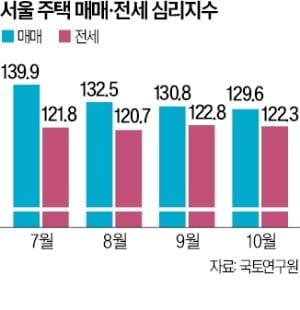 서울 주택 매매·전세 심리지수
매매 전세
139.9 121.8 132.5 120.7 130.8 122.8 129.6 122.3
7월 8월 9월 10월
자료: 국토연구원